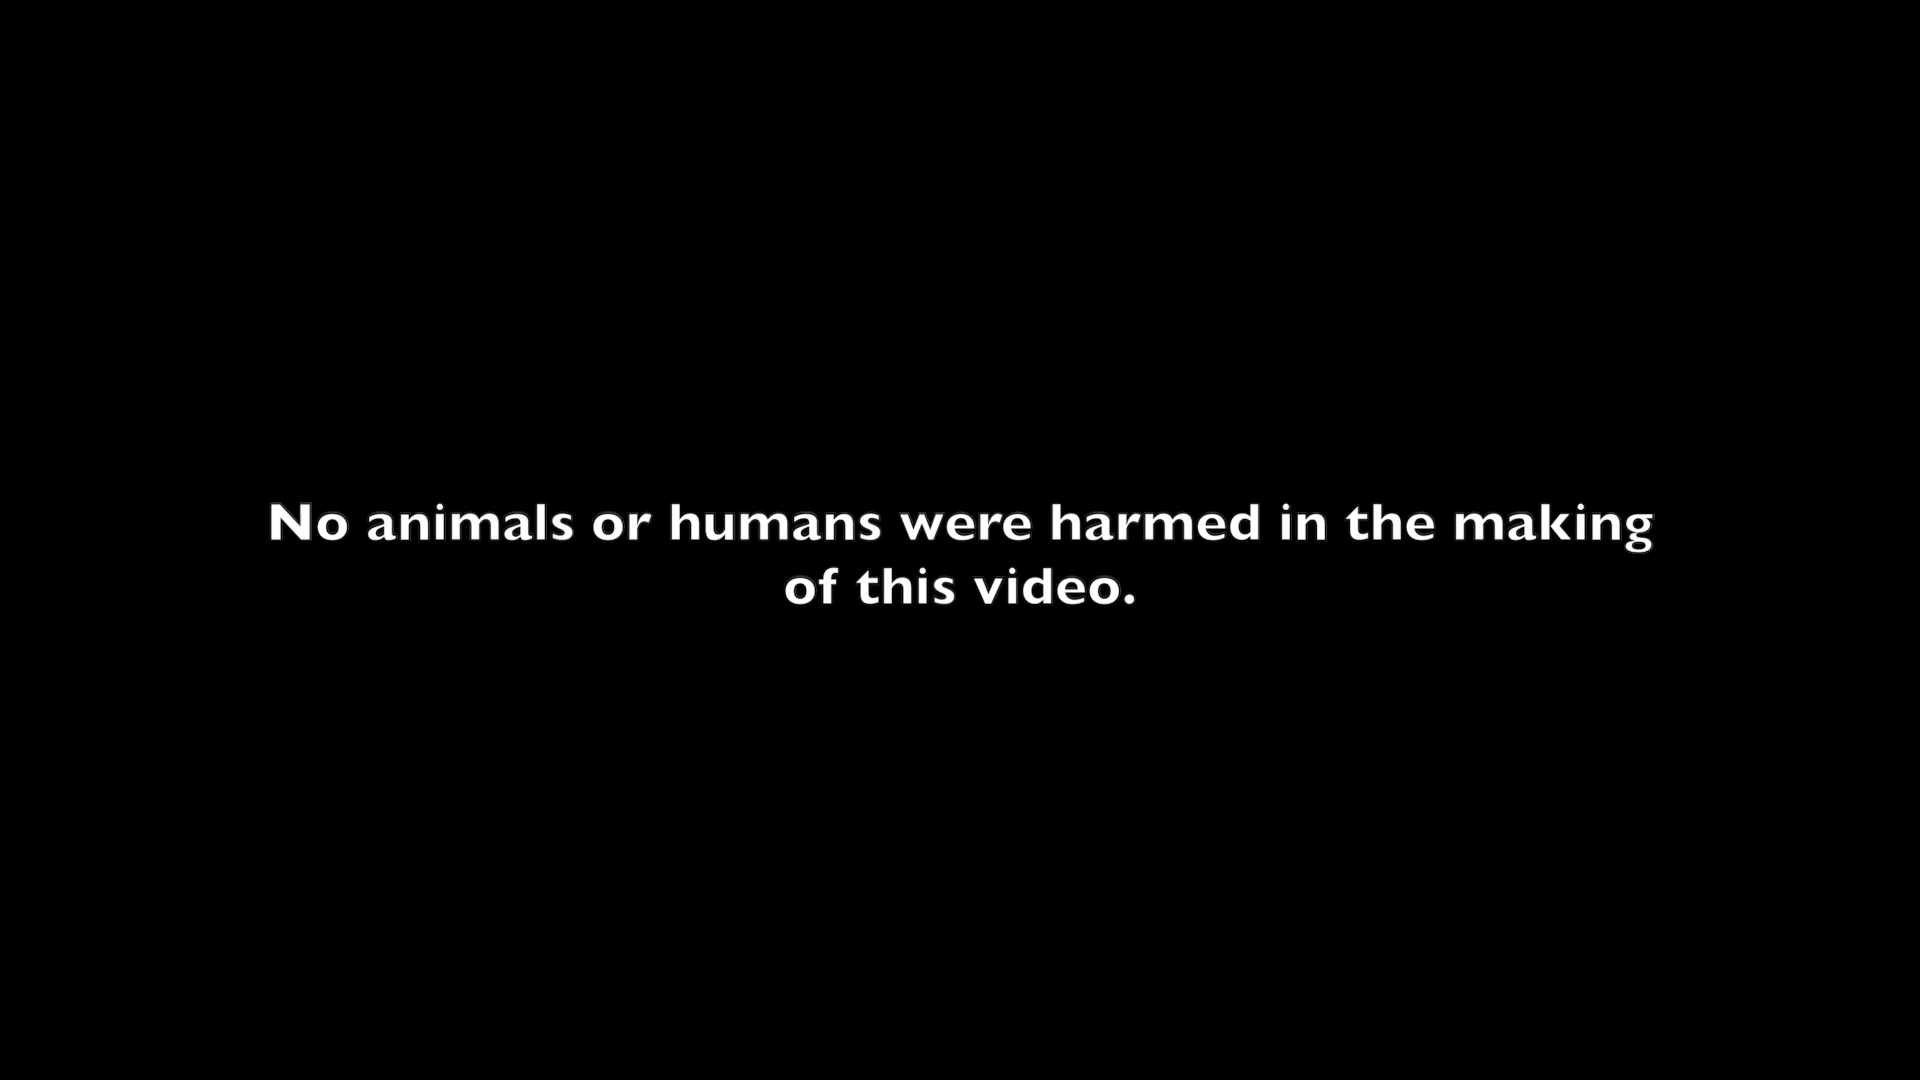 No animals or humans were harmed in the making
of this video.